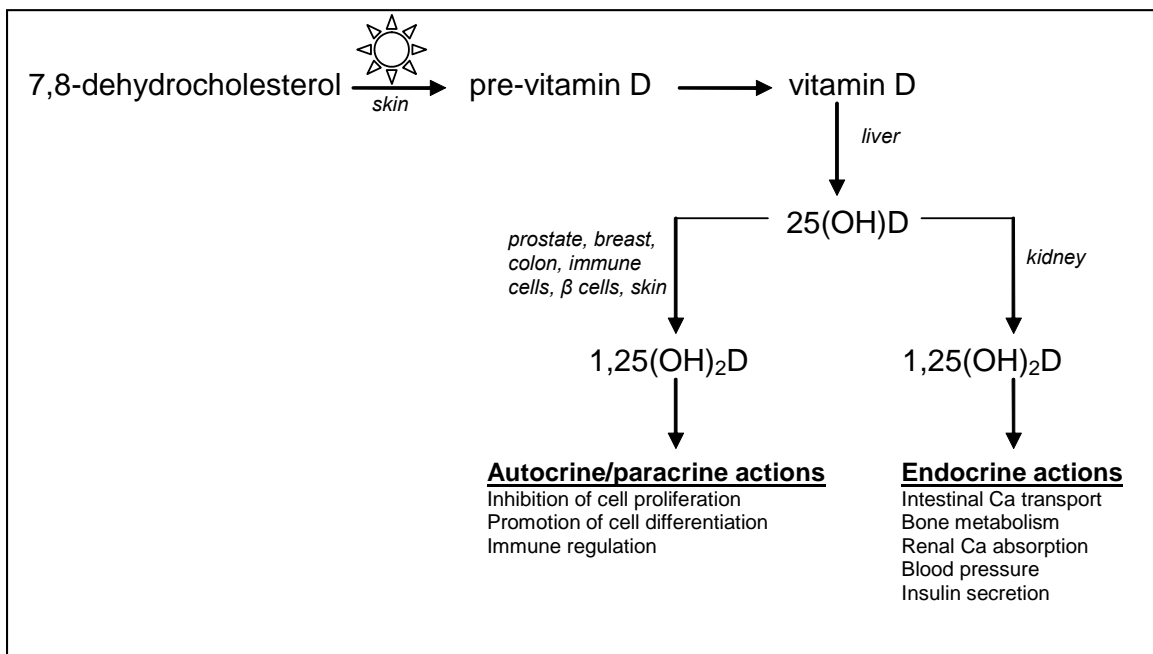 7,8-dehydrocholesterol
skin
pre-vitamin D
vitamin D
liver
25(OH)D
prostate, breast,
colon, immune
cells, β cells, skin
kidney
1,25(OH)₂D
1,25(OH)₂D
Autocrine/paracrine actions
Inhibition of cell proliferation
Promotion of cell differentiation
Immune regulation
Endocrine actions
Intestinal Ca transport
Bone metabolism
Renal Ca absorption
Blood pressure
Insulin secretion